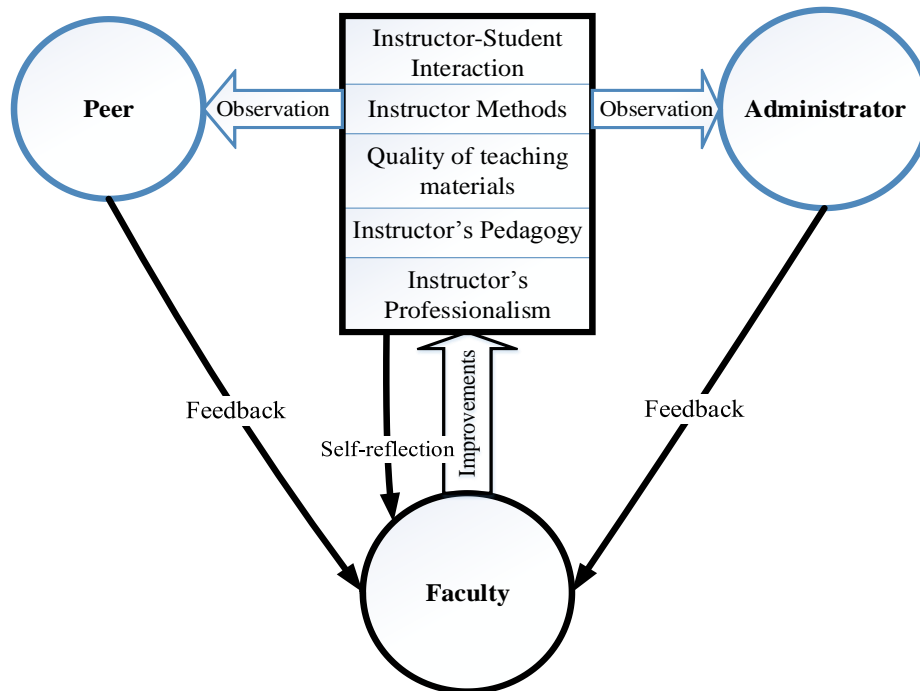 Instructor-Student
Interaction
Peer
Observation
Instructor Methods
Observation
Administrator
Quality of teaching
materials
Instructor’s Pedagogy
Instructor’s
Professionalism
Feedback
Self-reflection
Improvements
Feedback
Faculty